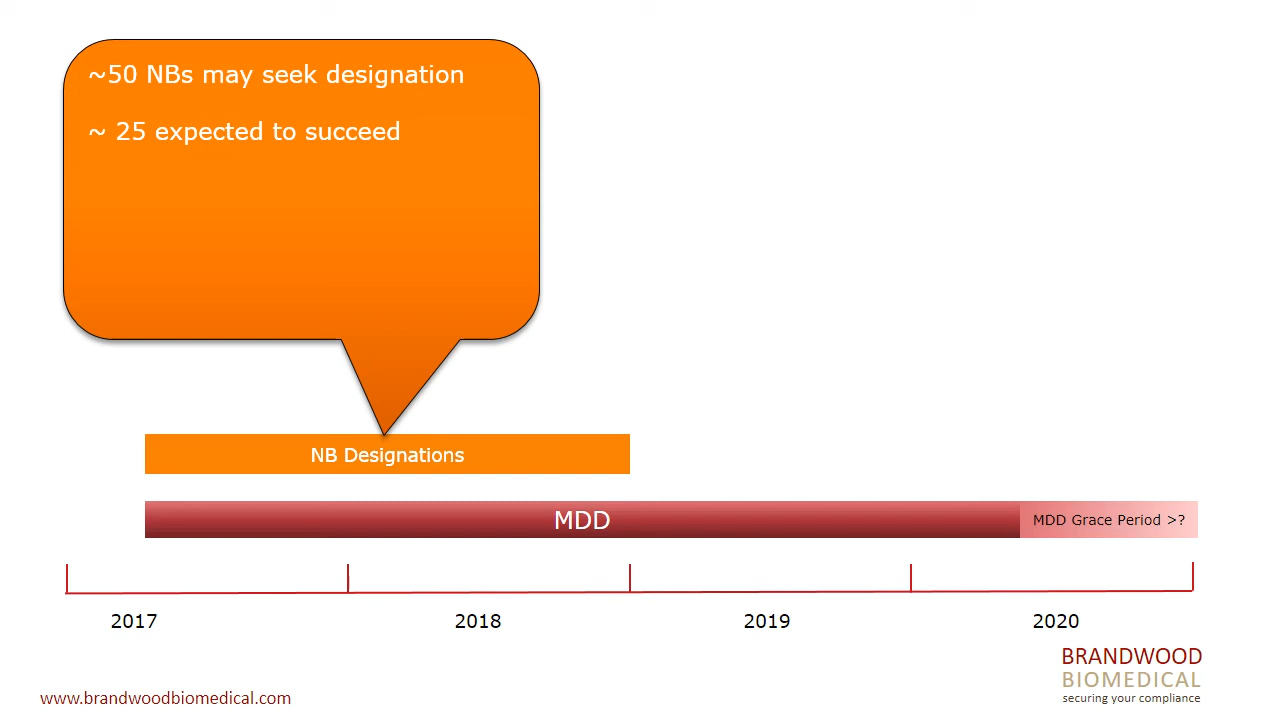 ~50 NBs may seek designation
~ 25 expected to succeed
NB Designations
MDD
MDD Grace Period >?
2017
2018
2019
2020
BRANDWOOD
BIOMEDICAL
securing your compliance
www.brandwoodbiomedical.com